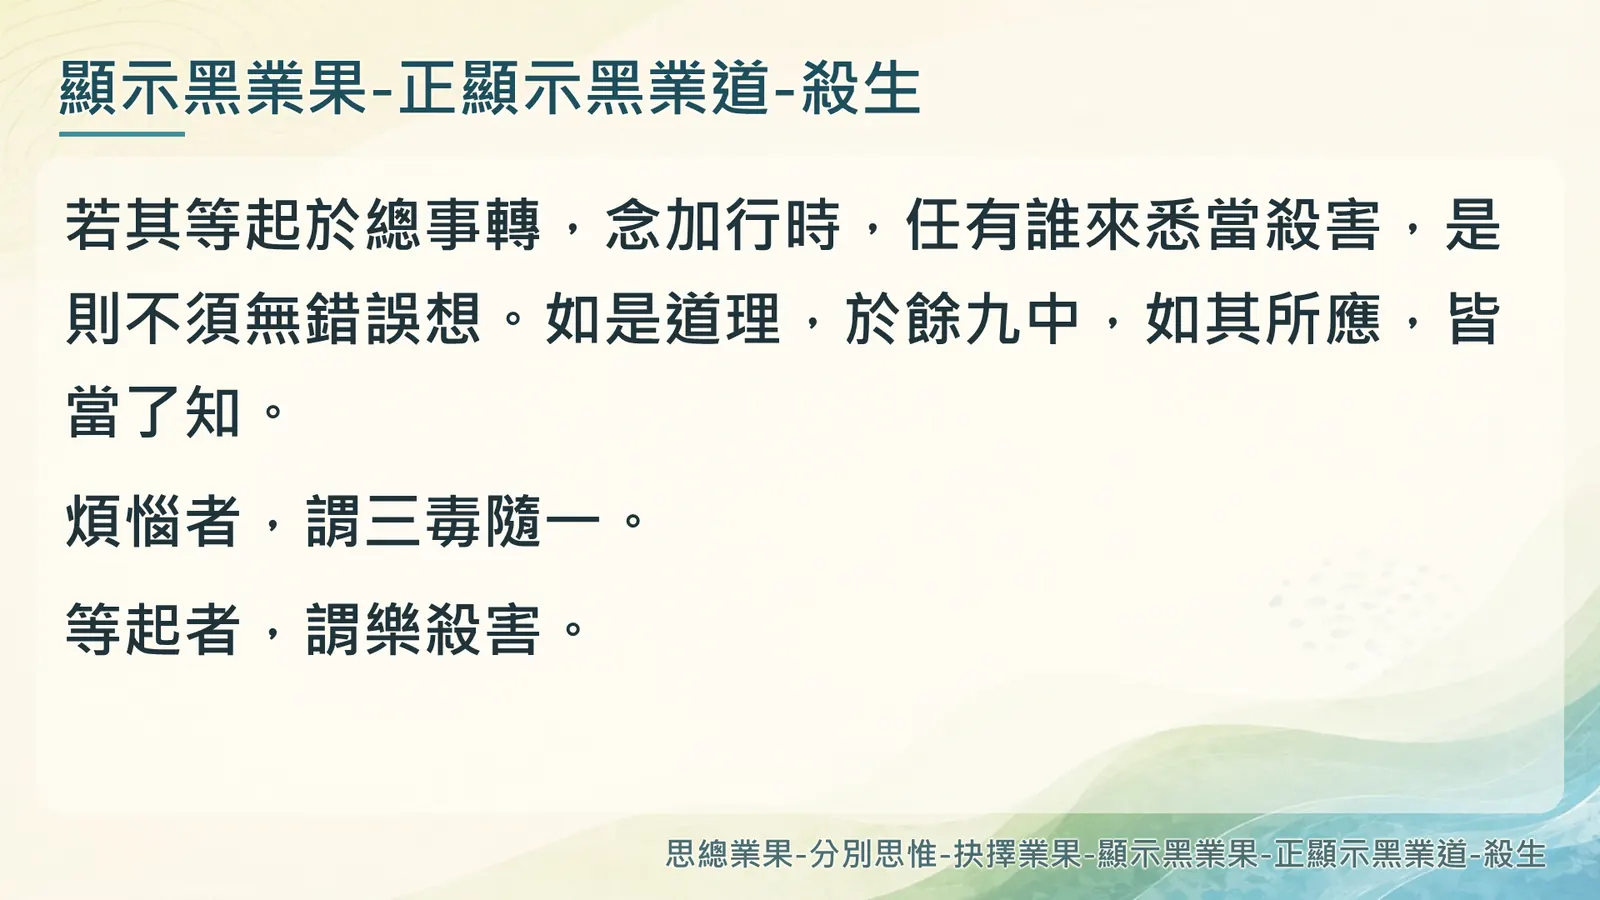 顯示黑業果-正顯示黑業道-殺生
若其等起於總事轉，念加行時，任有誰來悉當殺害，是
則不須無錯誤想。如是道理，於餘九中，如其所應，皆
當了知。
煩惱者，謂三毒隨一。
等起者，謂樂殺害。
思總業果-分別思惟-抉擇業果-顯示黑業果-正顯示黑業道-殺生